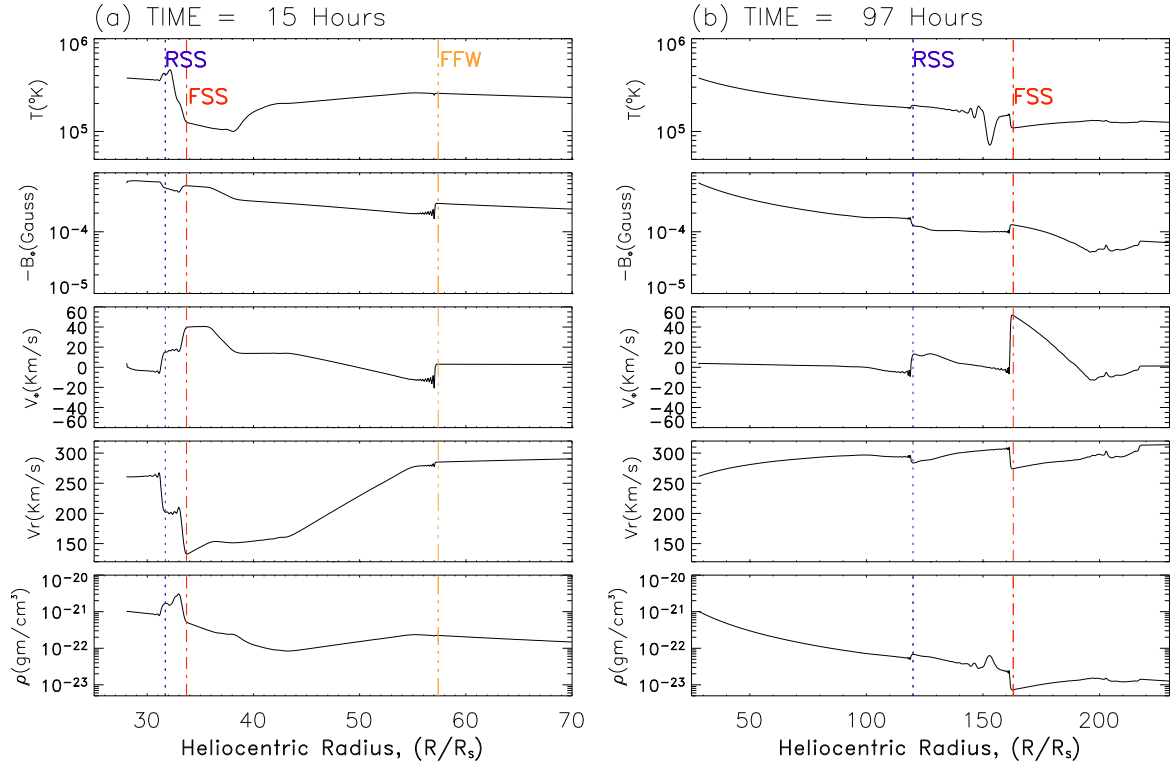 (a) TIME = 15 Hours
(b) TIME = 97 Hours
10⁶
10⁵
T(°K)
RSS
FSS
FFW
10⁶
10⁵
T(°K)
RSS
FSS
10⁻⁴
10⁻⁵
−B_Φ(Gauss)
10⁻⁴
10⁻⁵
−B_Φ(Gauss)
60
40
20
0
−20
−40
−60
V_Φ(Km/s)
60
40
20
0
−20
−40
−60
V_Φ(Km/s)
300
250
200
150
Vr(Km/s)
300
250
200
150
Vr(Km/s)
10⁻²⁰
10⁻²¹
10⁻²²
10⁻²³
ρ(gm/cm³)
10⁻²⁰
10⁻²¹
10⁻²²
10⁻²³
ρ(gm/cm³)
30 40 50 60 70
50 100 150 200
Heliocentric Radius, (R/R_s)
Heliocentric Radius, (R/R_s)